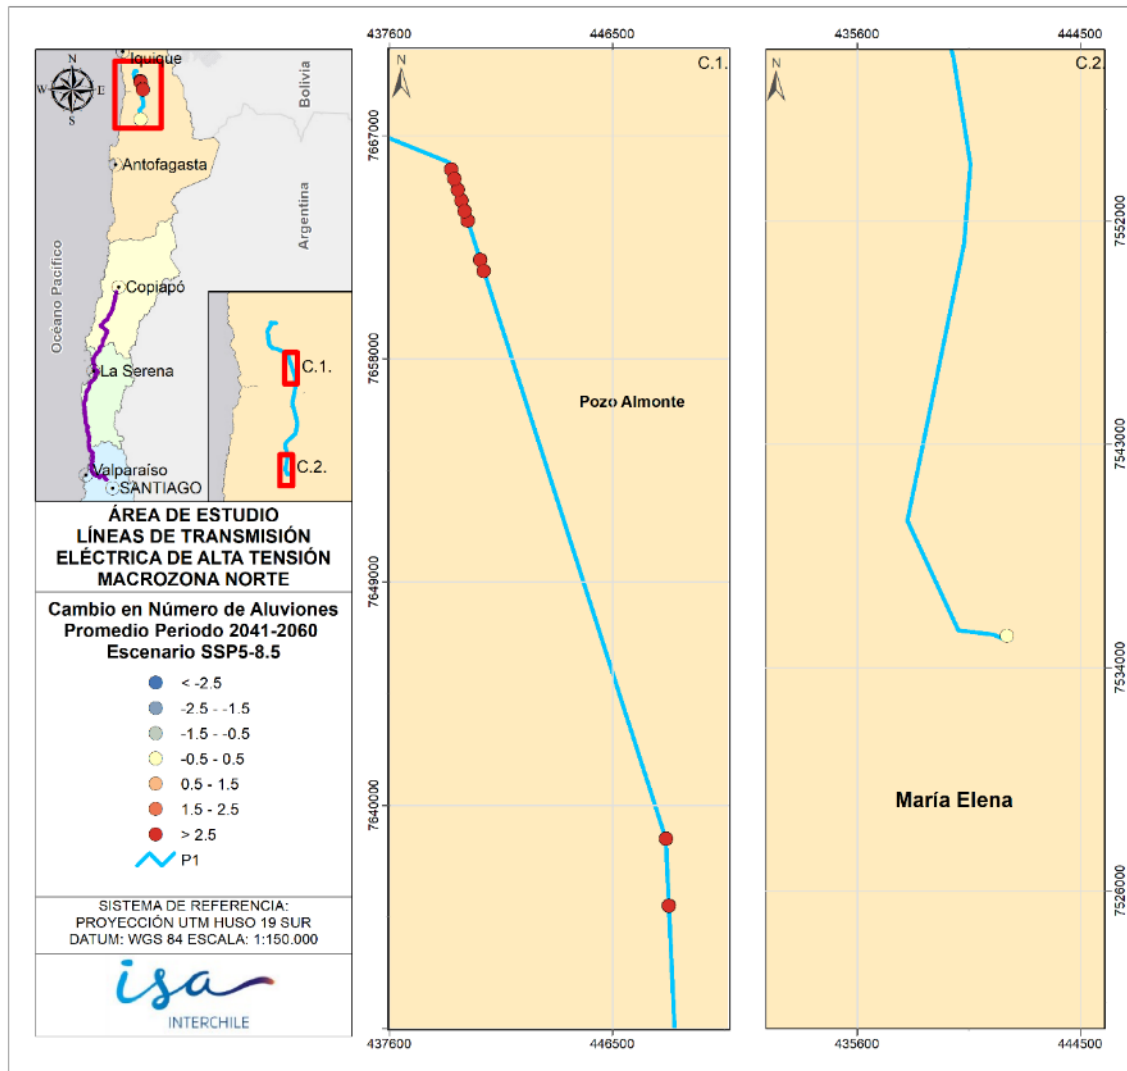 Iquique
N
W
E
S
Bolivia
Antofagasta
Argentina
Océano Pacífico
Copiapó
La Serena
Valparaíso
SANTIAGO
C.1.
C.2.
ÁREA DE ESTUDIO
LÍNEAS DE TRANSMISIÓN
ELÉCTRICA DE ALTA TENSIÓN
MACROZONA NORTE
Cambio en Número de Aluviones
Promedio Periodo 2041-2060
Escenario SSP5-8.5
< -2.5
-2.5 - -1.5
-1.5 - -0.5
-0.5 - 0.5
0.5 - 1.5
1.5 - 2.5
> 2.5
P1
SISTEMA DE REFERENCIA:
PROYECCIÓN UTM HUSO 19 SUR
DATUM: WGS 84 ESCALA: 1:150.000
isa
INTERCHILE
437600 446500
C.1.
N
7667000
7658000
7649000
7640000
Pozo Almonte
437600 446500
435600 444500
C.2.
N
7552000
7543000
7534000
7525000
María Elena
435600 444500